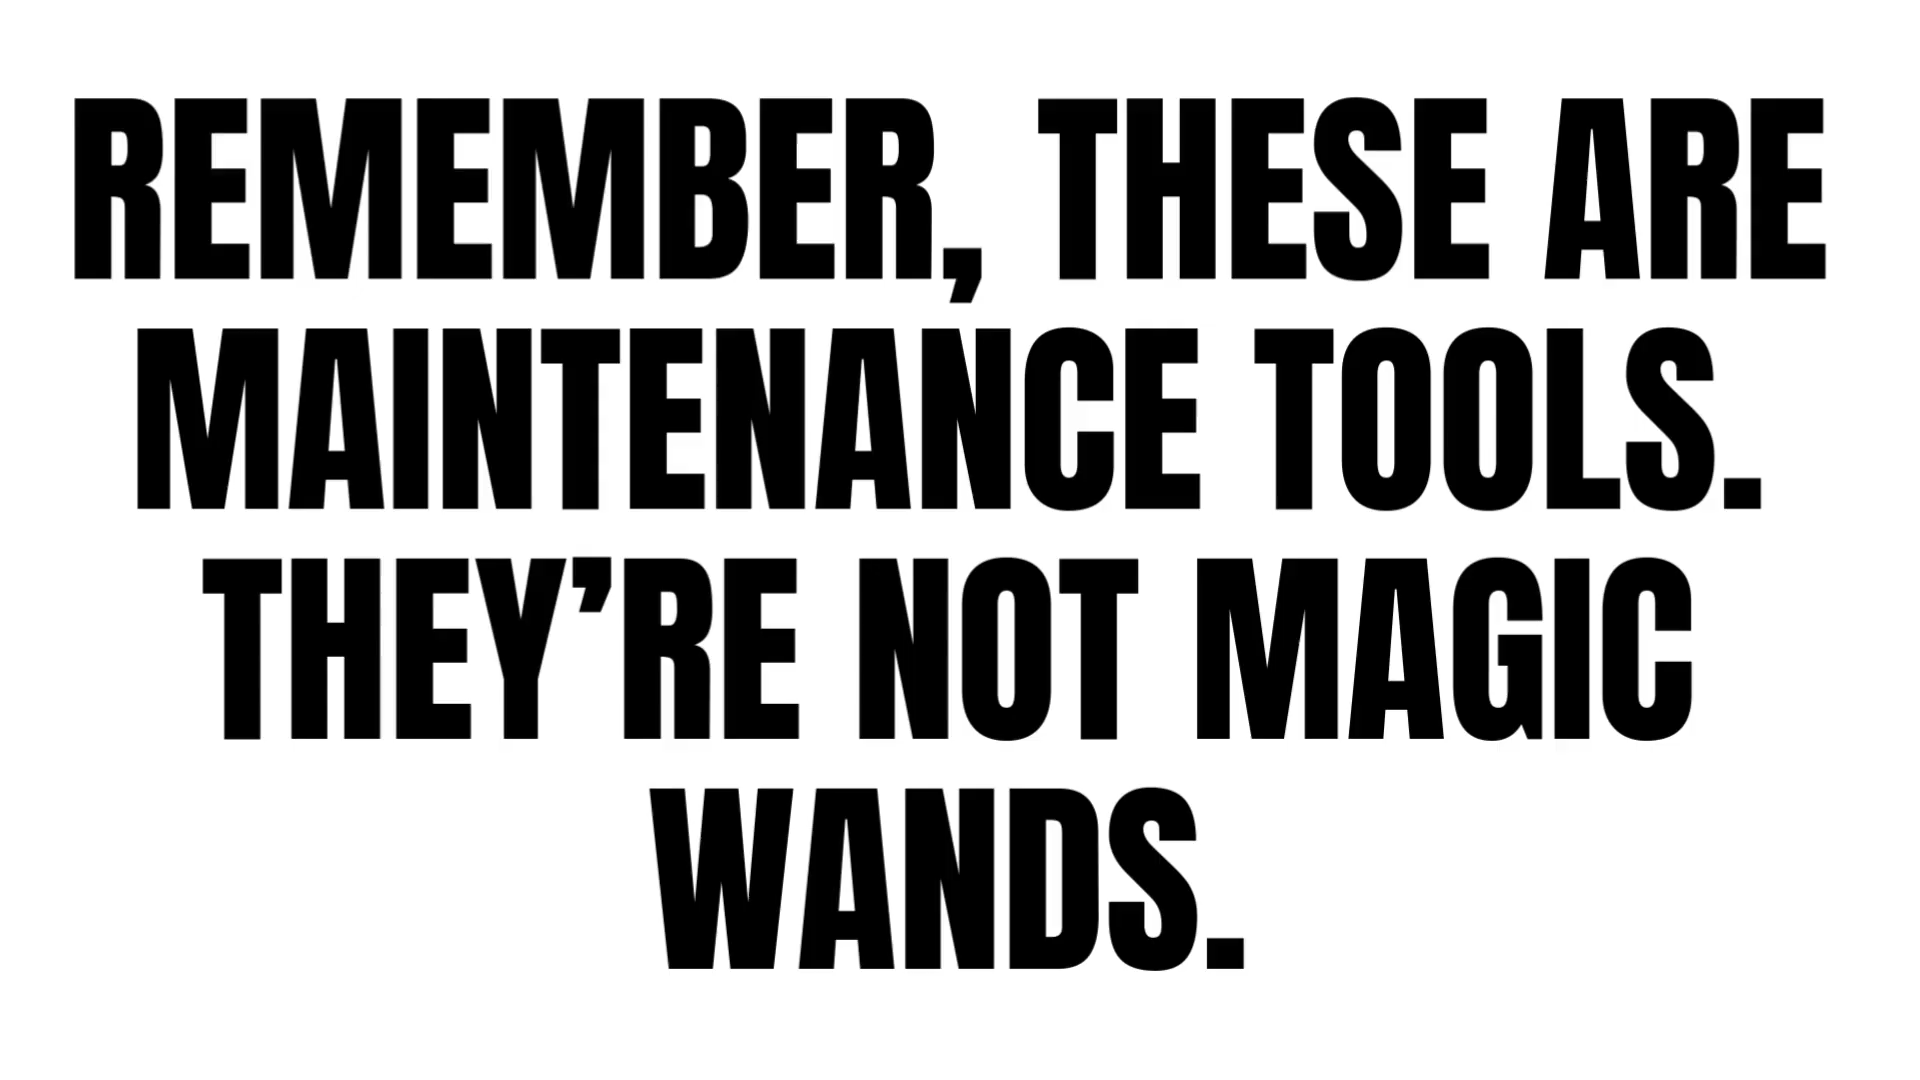 REMEMBER, THESE ARE
MAINTENANCE TOOLS.
THEY’RE NOT MAGIC
WANDS.